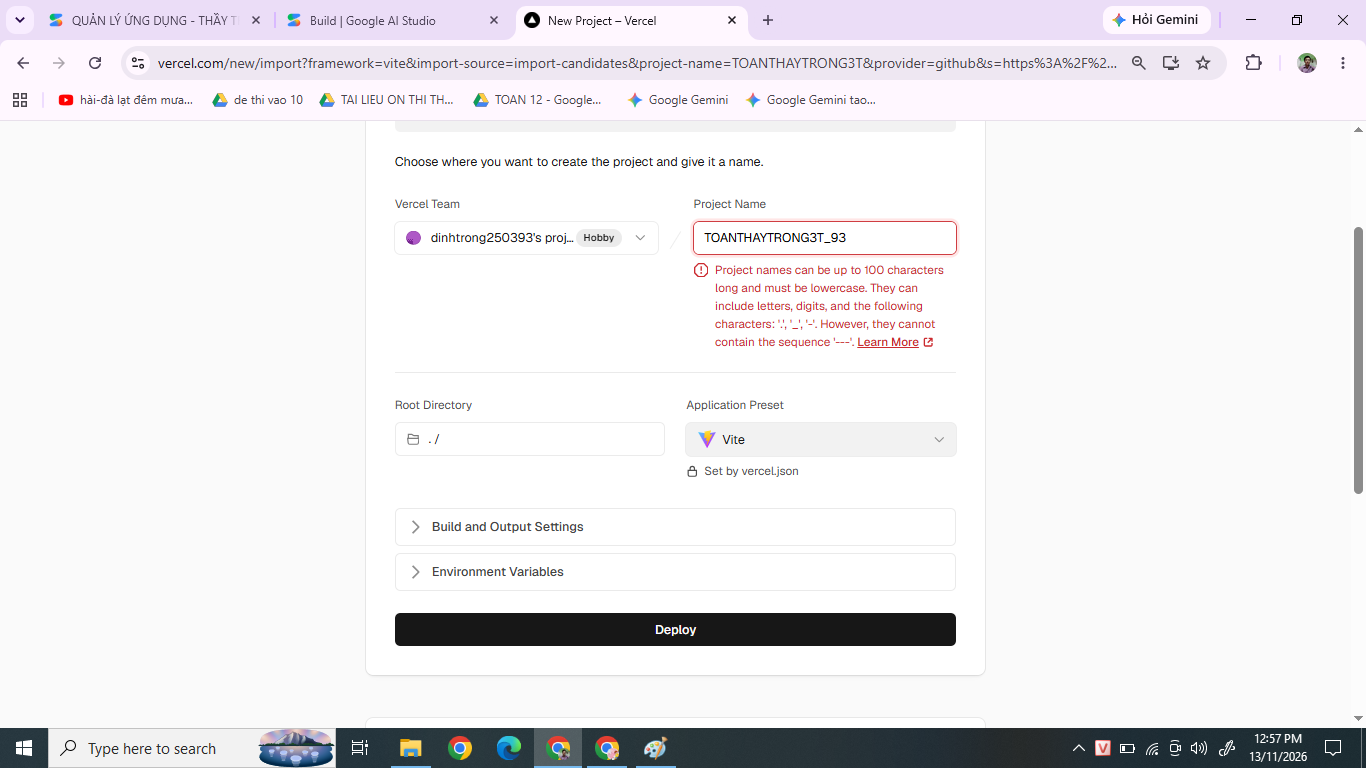 QUẢN LÝ ỨNG DỤNG - THẦY T
Build | Google AI Studio
New Project – Vercel
Hỏi Gemini
vercel.com/new/import?framework=vite&import-source=import-candidates&project-name=TOANTHAYTRONG3T&provider=github&s=https%3A%2F%2...
hài-đà lạt đêm mưa...
de thi vao 10
TAI LIEU ON THI TH...
TOAN 12 - Google...
Google Gemini
Google Gemini tao...
Choose where you want to create the project and give it a name.
Vercel Team
Project Name
dinhtrong250393's proj... Hobby
TOANTHAYTRONG3T_93
Project names can be up to 100 characters
long and must be lowercase. They can
include letters, digits, and the following
characters: '.', '_', '-'. However, they cannot
contain the sequence '---'. Learn More
Root Directory
Application Preset
. /
Vite
Set by vercel.json
Build and Output Settings
Environment Variables
Deploy
Type here to search
V
12:57 PM
13/11/2026